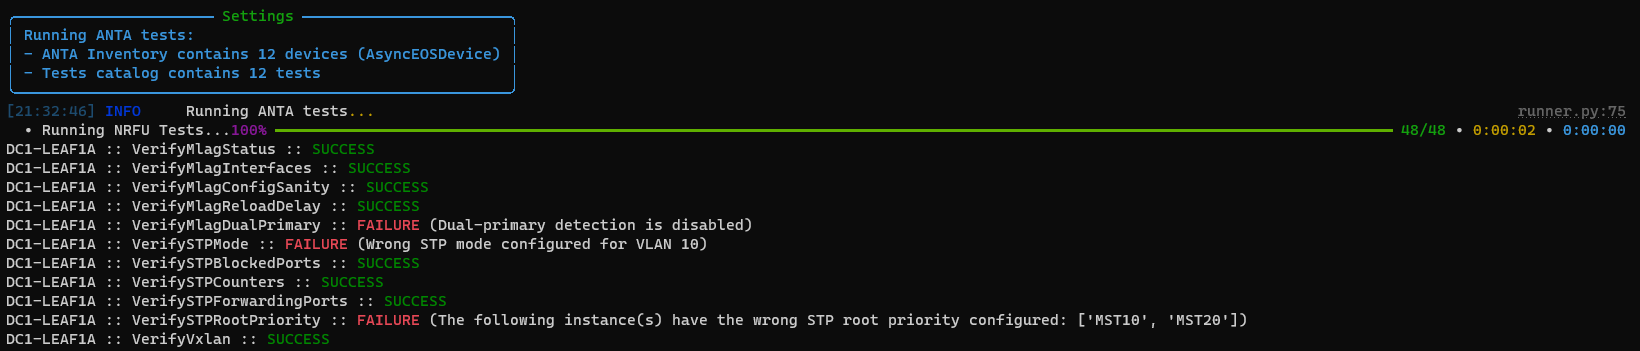 Settings
Running ANTA tests:
- ANTA Inventory contains 12 devices (AsyncEOSDevice)
- Tests catalog contains 12 tests
[21:32:46] INFO Running ANTA tests... runner.py:75
• Running NRFU Tests...100% 48/48 • 0:00:02 • 0:00:00
DC1-LEAF1A :: VerifyMlagStatus :: SUCCESS
DC1-LEAF1A :: VerifyMlagInterfaces :: SUCCESS
DC1-LEAF1A :: VerifyMlagConfigSanity :: SUCCESS
DC1-LEAF1A :: VerifyMlagReloadDelay :: SUCCESS
DC1-LEAF1A :: VerifyMlagDualPrimary :: FAILURE (Dual-primary detection is disabled)
DC1-LEAF1A :: VerifySTPMode :: FAILURE (Wrong STP mode configured for VLAN 10)
DC1-LEAF1A :: VerifySTPBlockedPorts :: SUCCESS
DC1-LEAF1A :: VerifySTPCounters :: SUCCESS
DC1-LEAF1A :: VerifySTPForwardingPorts :: SUCCESS
DC1-LEAF1A :: VerifySTPRootPriority :: FAILURE (The following instance(s) have the wrong STP root priority configured: ['MST10', 'MST20'])
DC1-LEAF1A :: VerifyVxlan :: SUCCESS